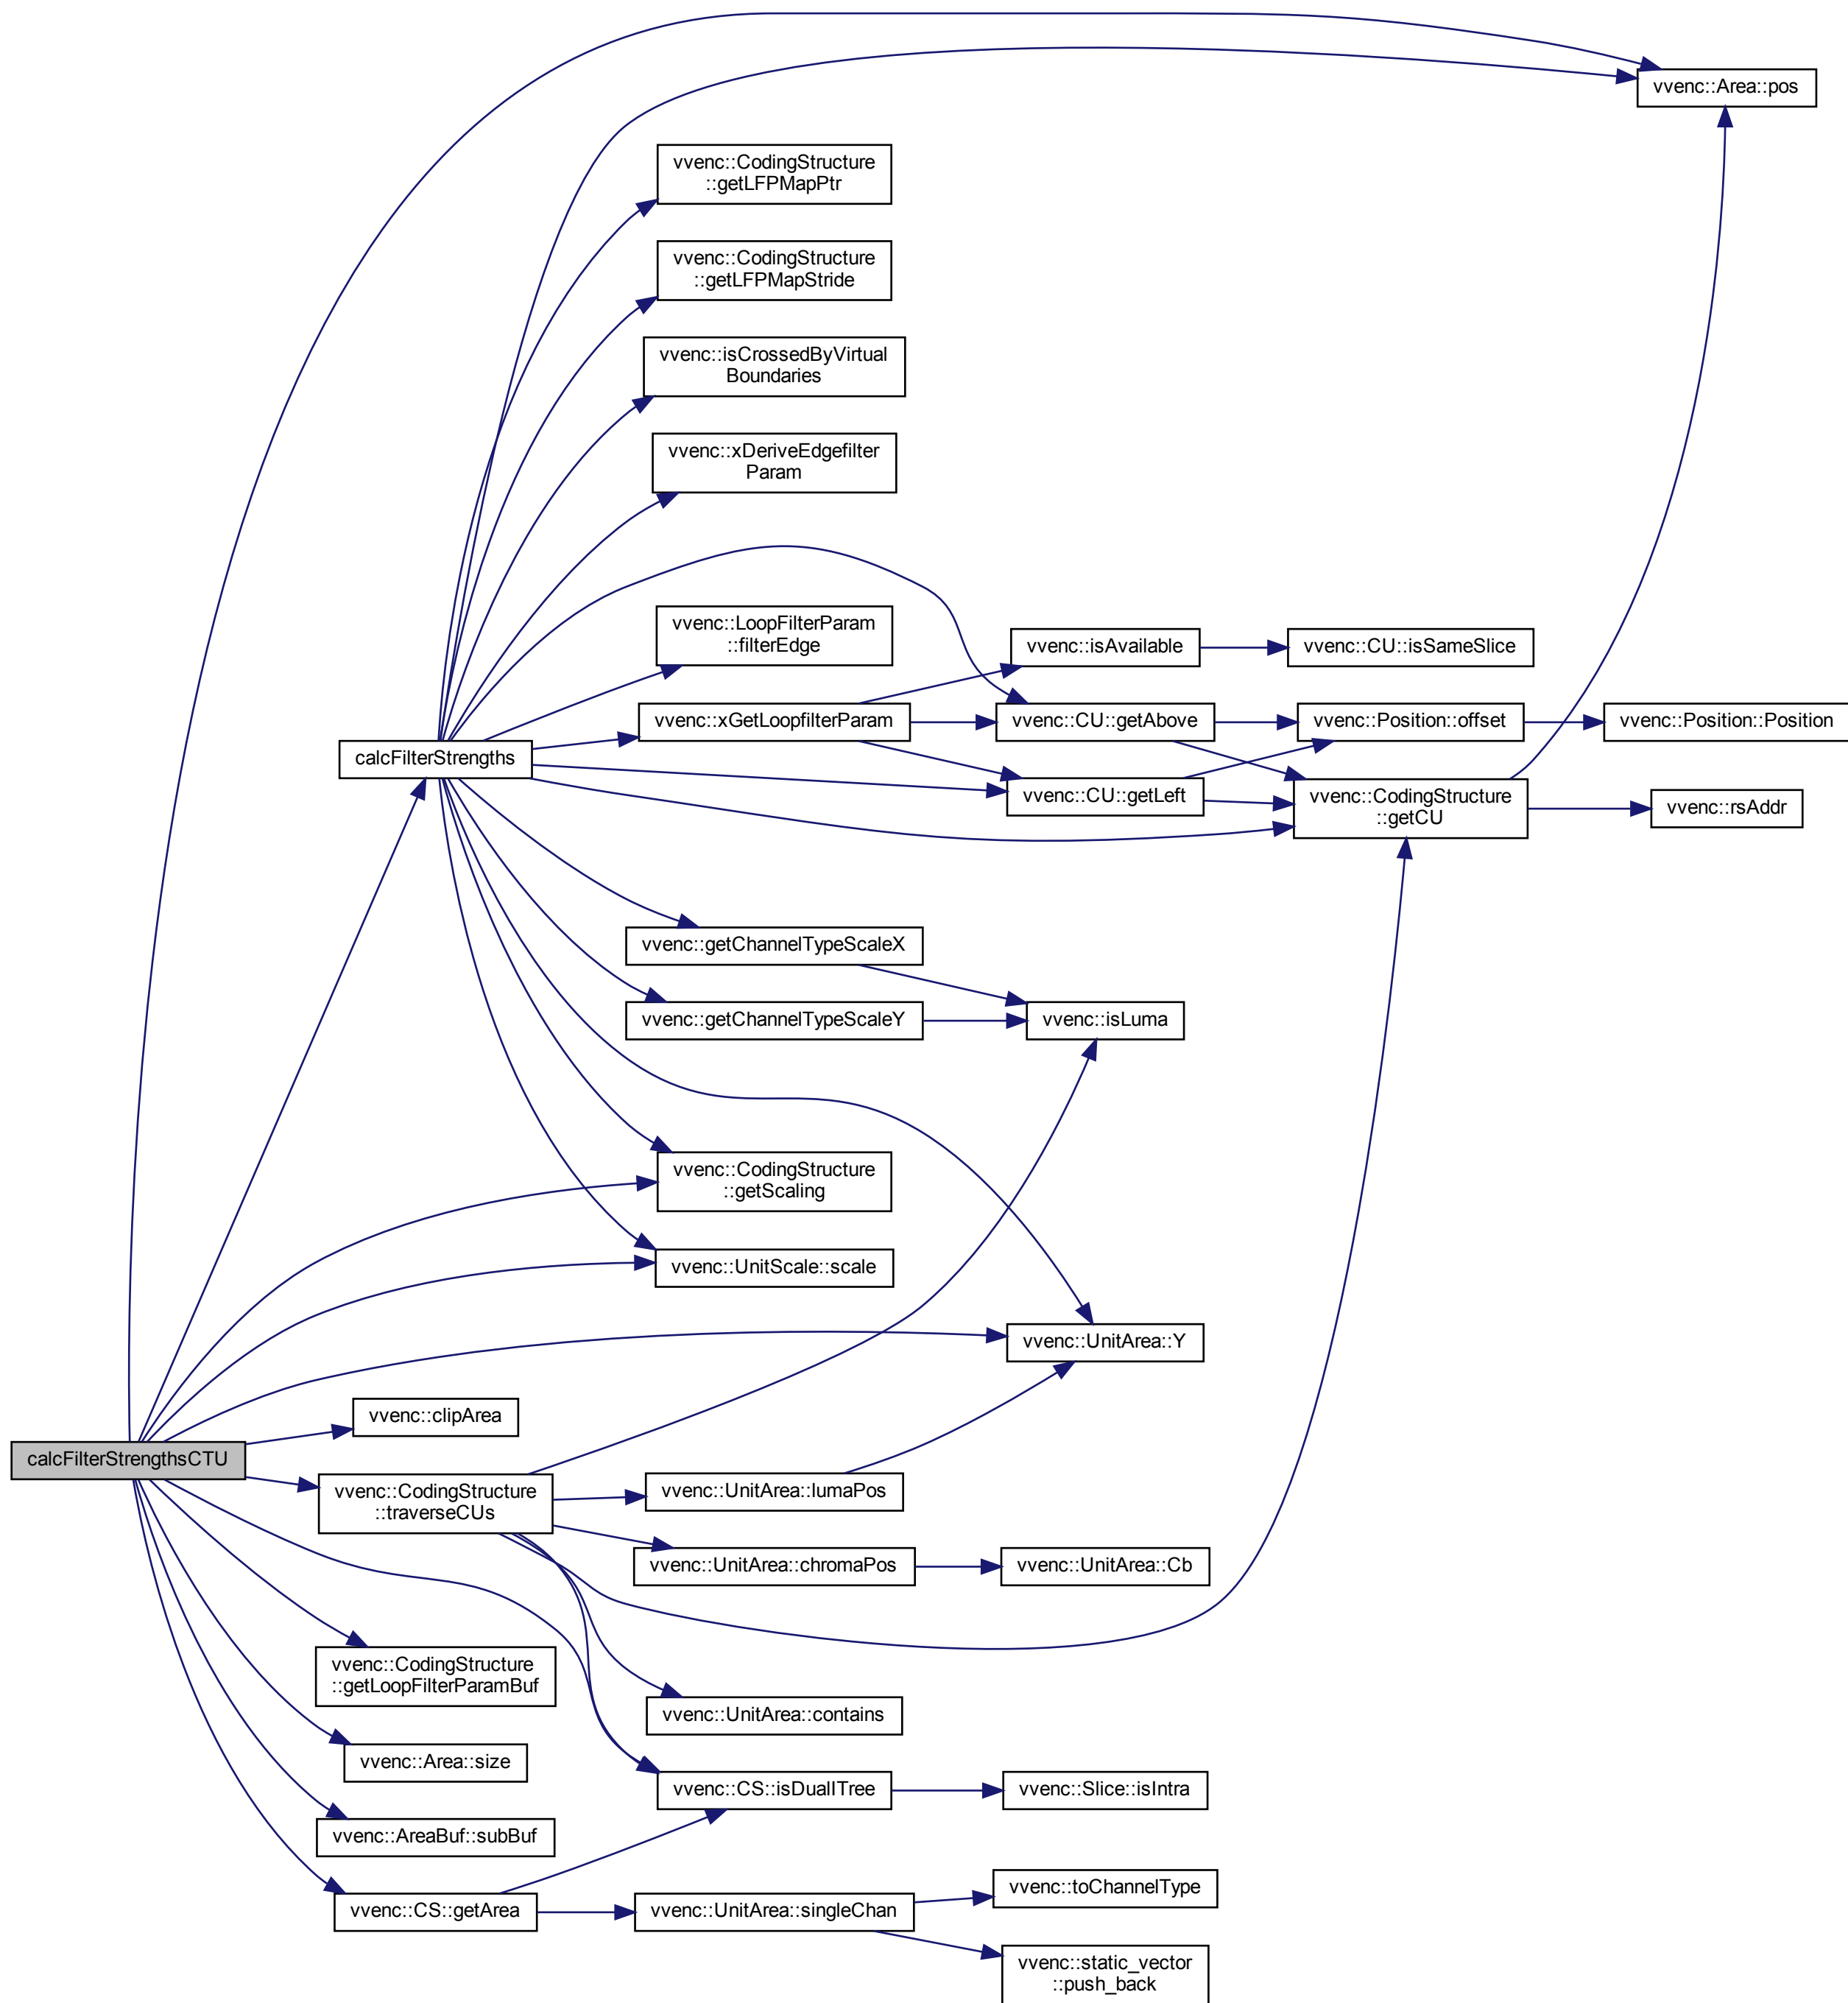 vvenc::Area::pos
vvenc::CodingStructure
::getLFPMapPtr
vvenc::CodingStructure
::getLFPMapStride
vvenc::isCrossedByVirtual
Boundaries
vvenc::xDeriveEdgefilter
Param
vvenc::LoopFilterParam
::filterEdge
vvenc::isAvailable
vvenc::CU::isSameSlice
vvenc::xGetLoopfilterParam
vvenc::CU::getAbove
vvenc::Position::offset
vvenc::Position::Position
calcFilterStrengths
vvenc::CU::getLeft
vvenc::CodingStructure
::getCU
vvenc::rsAddr
vvenc::getChannelTypeScaleX
vvenc::getChannelTypeScaleY
vvenc::isLuma
vvenc::CodingStructure
::getScaling
vvenc::UnitScale::scale
vvenc::UnitArea::Y
vvenc::clipArea
calcFilterStrengthsCTU
vvenc::CodingStructure
::traverseCUs
vvenc::UnitArea::lumaPos
vvenc::UnitArea::chromaPos
vvenc::UnitArea::Cb
vvenc::CodingStructure
::getLoopFilterParamBuf
vvenc::UnitArea::contains
vvenc::Area::size
vvenc::CS::isDualITree
vvenc::Slice::isIntra
vvenc::AreaBuf::subBuf
vvenc::CS::getArea
vvenc::UnitArea::singleChan
vvenc::toChannelType
vvenc::static_vector
::push_back